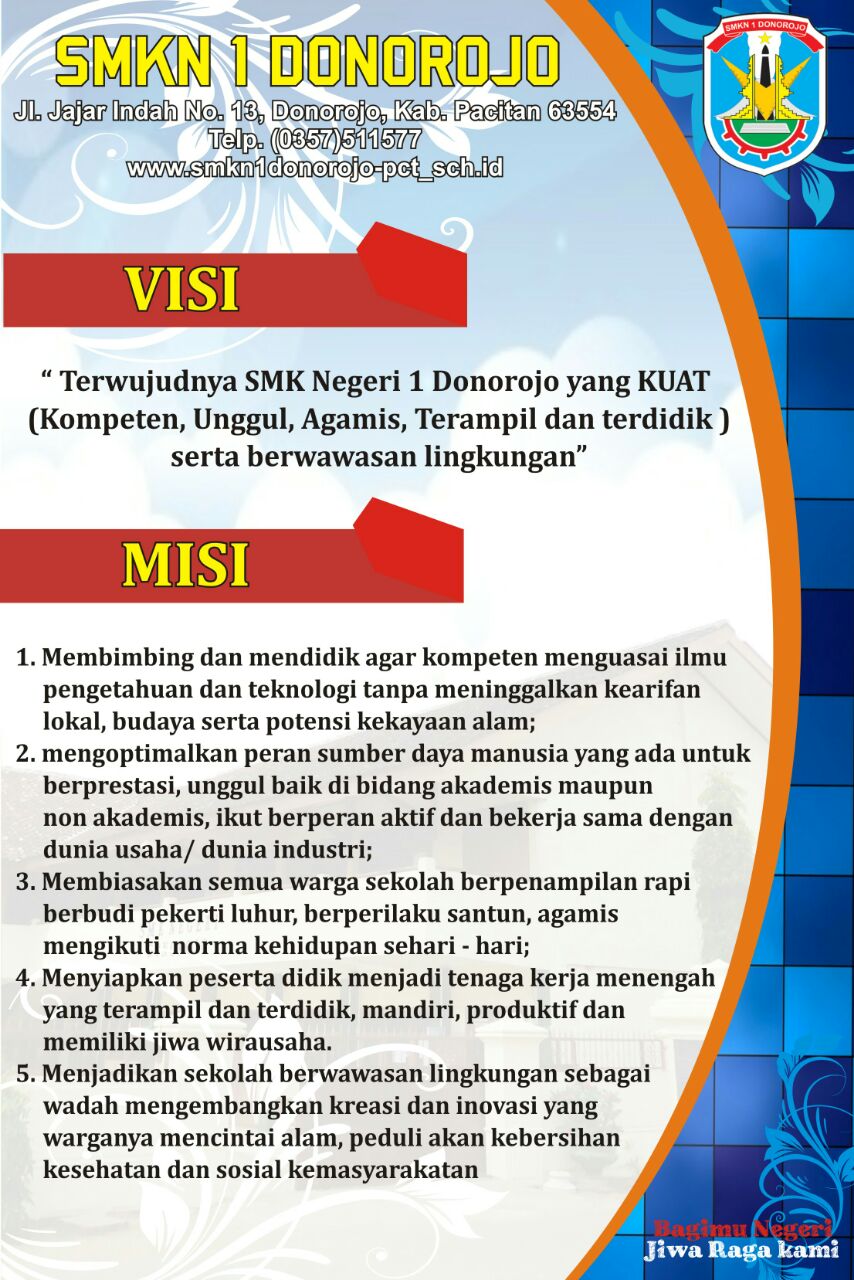 SMKN 1 DONOROJO
Jl. Jajar Indah No. 13, Donorojo, Kab. Pacitan 63554
Telp. (0357)511577
www.smkn1donorojo-pct_sch.id
SMKN 1 DONOROJO
VISI
“ Terwujudnya SMK Negeri 1 Donorojo yang KUAT
(Kompeten, Unggul, Agamis, Terampil dan terdidik )
serta berwawasan lingkungan”
MISI
1. Membimbing dan mendidik agar kompeten menguasai ilmu
pengetahuan dan teknologi tanpa meninggalkan kearifan
lokal, budaya serta potensi kekayaan alam;
2. mengoptimalkan peran sumber daya manusia yang ada untuk
berprestasi, unggul baik di bidang akademis maupun
non akademis, ikut berperan aktif dan bekerja sama dengan
dunia usaha/ dunia industri;
3. Membiasakan semua warga sekolah berpenampilan rapi
berbudi pekerti luhur, berperilaku santun, agamis
mengikuti  norma kehidupan sehari - hari;
4. Menyiapkan peserta didik menjadi tenaga kerja menengah
yang terampil dan terdidik, mandiri, produktif dan
memiliki jiwa wirausaha.
5. Menjadikan sekolah berwawasan lingkungan sebagai
wadah mengembangkan kreasi dan inovasi yang
warganya mencintai alam, peduli akan kebersihan
kesehatan dan sosial kemasyarakatan
Bagimu Negeri
Jiwa Raga kami